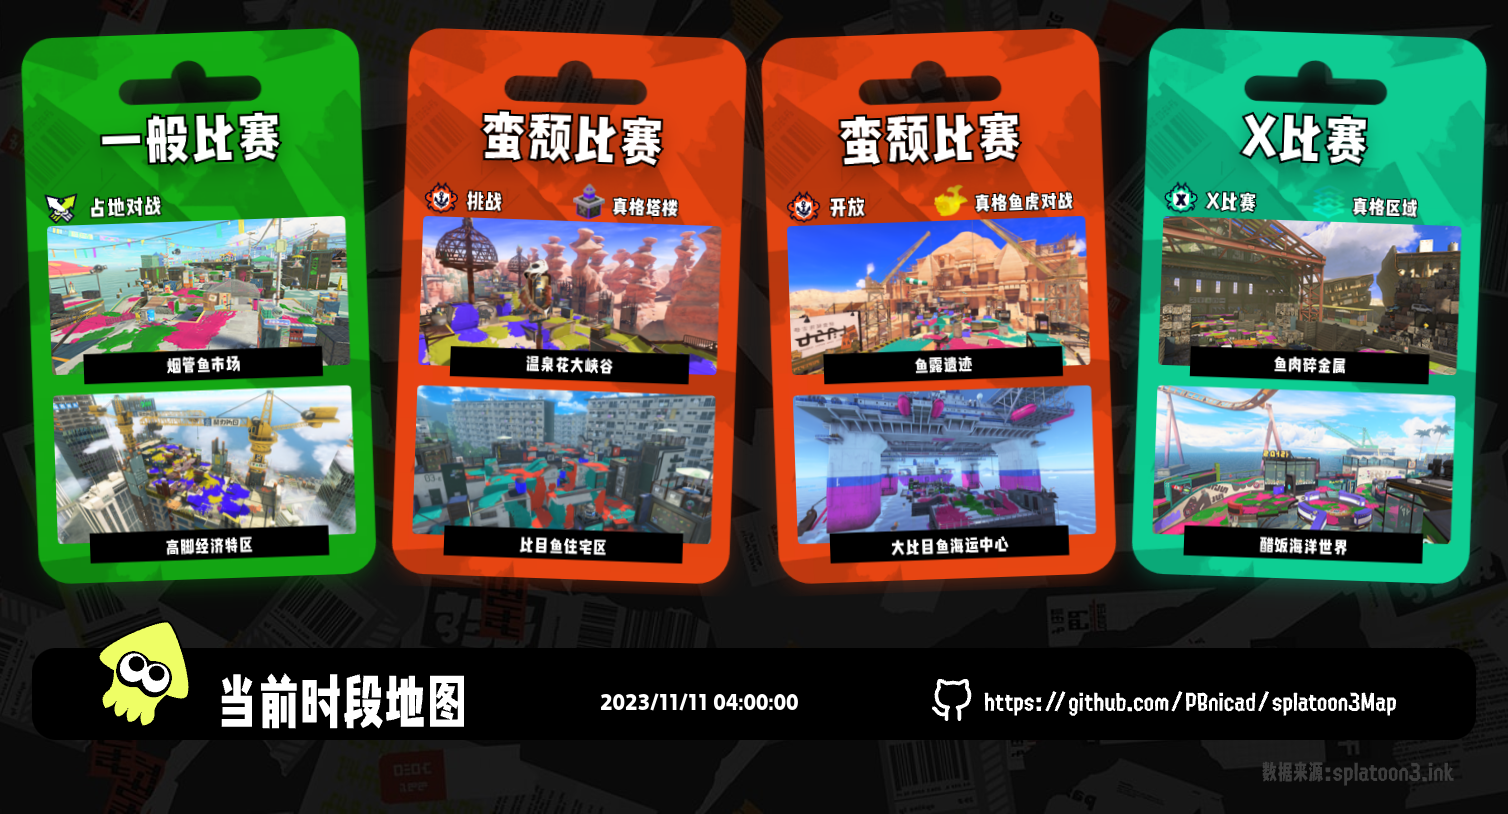 一般比赛
占地对战
烟管鱼市场
高脚经济特区
蛮颓比赛
挑战
真格塔楼
温泉花大峡谷
比目鱼住宅区
蛮颓比赛
开放
真格鱼虎对战
鱼露遗迹
大比目鱼海运中心
X比赛
X比赛
真格区域
鱼肉碎金属
醋饭海洋世界
当前时段地图
2023/11/11 04:00:00
https://github.com/PBnicad/splatoon3Map
数据来源:splatoon3.ink